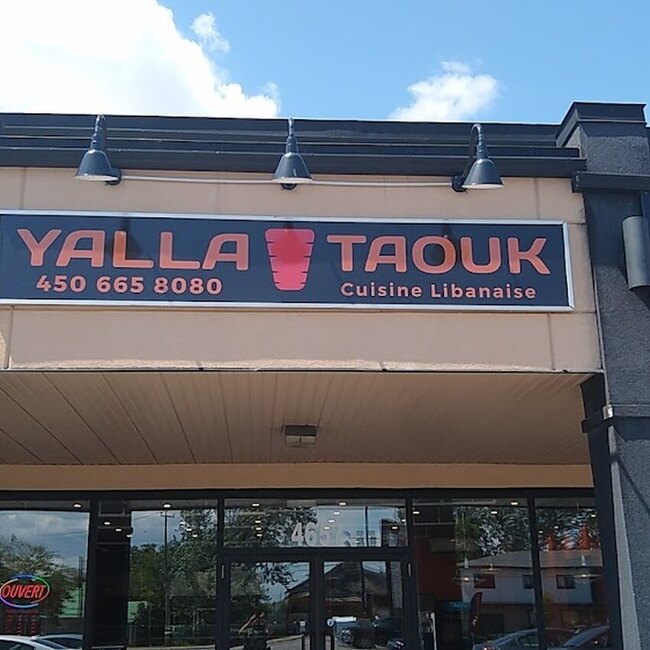 YALLA TAOUK
450 665 8080
Cuisine Libanaise
OUVERT